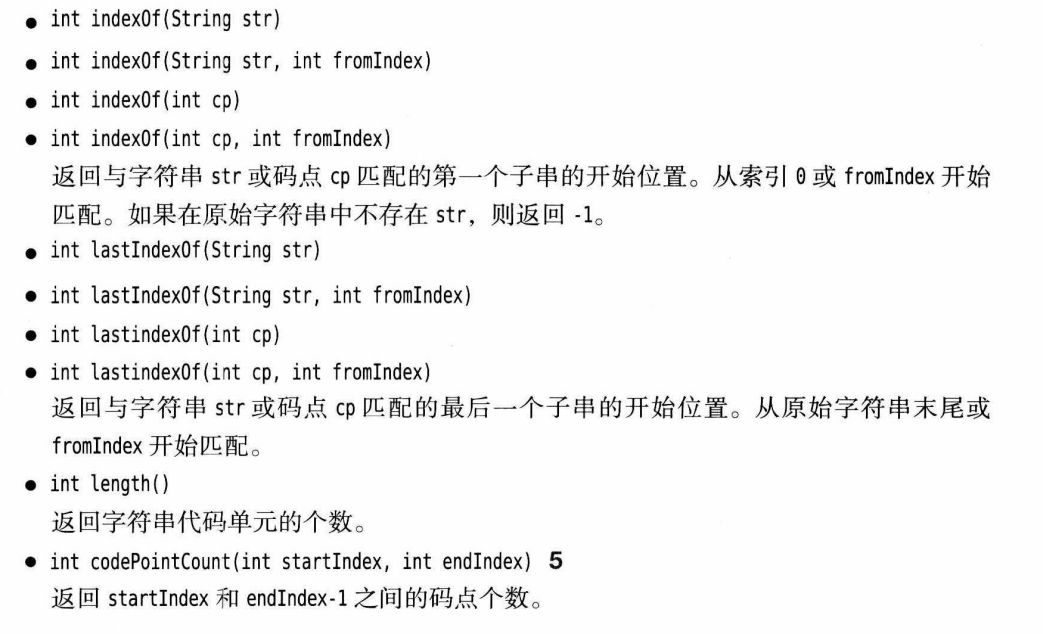 ● int indexOf(String str)
● int indexOf(String str, int fromIndex)
● int indexOf(int cp)
● int indexOf(int cp, int fromIndex)
返回与字符串 str 或码点 cp 匹配的第一个子串的开始位置。从索引 0 或 fromIndex 开始
匹配。如果在原始字符串中不存在 str，则返回 -1。
● int lastIndexOf(String str)
● int lastIndexOf(String str, int fromIndex)
● int lastindexOf(int cp)
● int lastindexOf(int cp, int fromIndex)
返回与字符串 str 或码点 cp 匹配的最后一个子串的开始位置。从原始字符串末尾或
fromIndex 开始匹配。
● int length()
返回字符串代码单元的个数。
● int codePointCount(int startIndex, int endIndex) 5
返回 startIndex 和 endIndex-1 之间的码点个数。